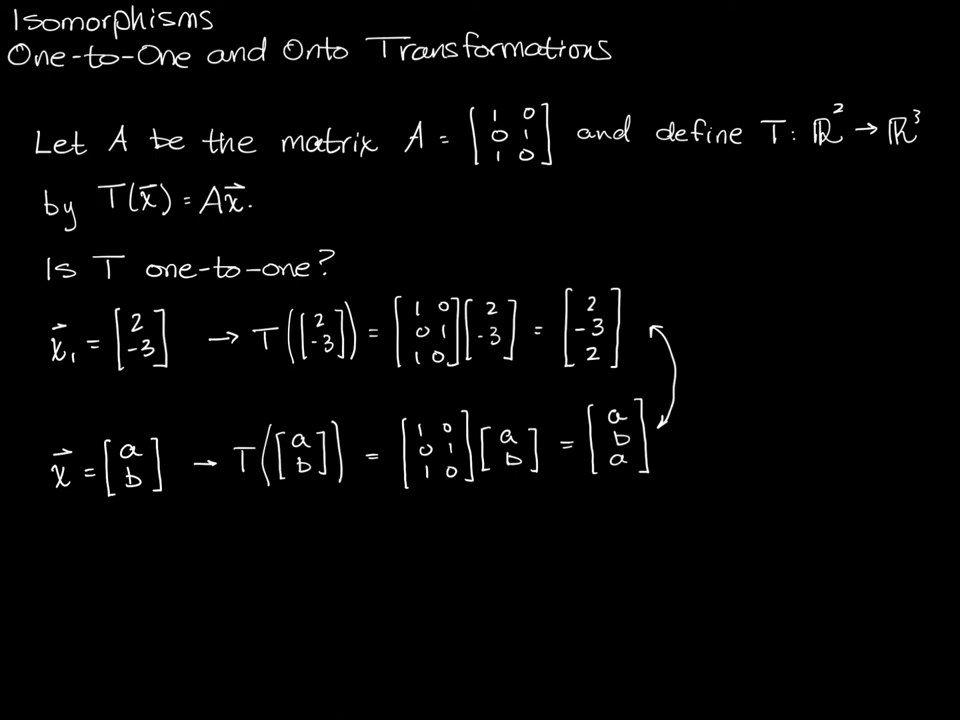 Isomorphisms
One-to-One and Onto Transformations
Let A be the matrix A = [1 0; 0 1; 1 0] and define T: ℝ² → ℝ³
by T(x⃗) = Ax⃗.
Is T one-to-one?
x⃗₁ = [2; -3] → T([2; -3]) = [1 0; 0 1; 1 0][2; -3] = [2; -3; 2]
x⃗ = [a; b] → T([a; b]) = [1 0; 0 1; 1 0][a; b] = [a; b; a]